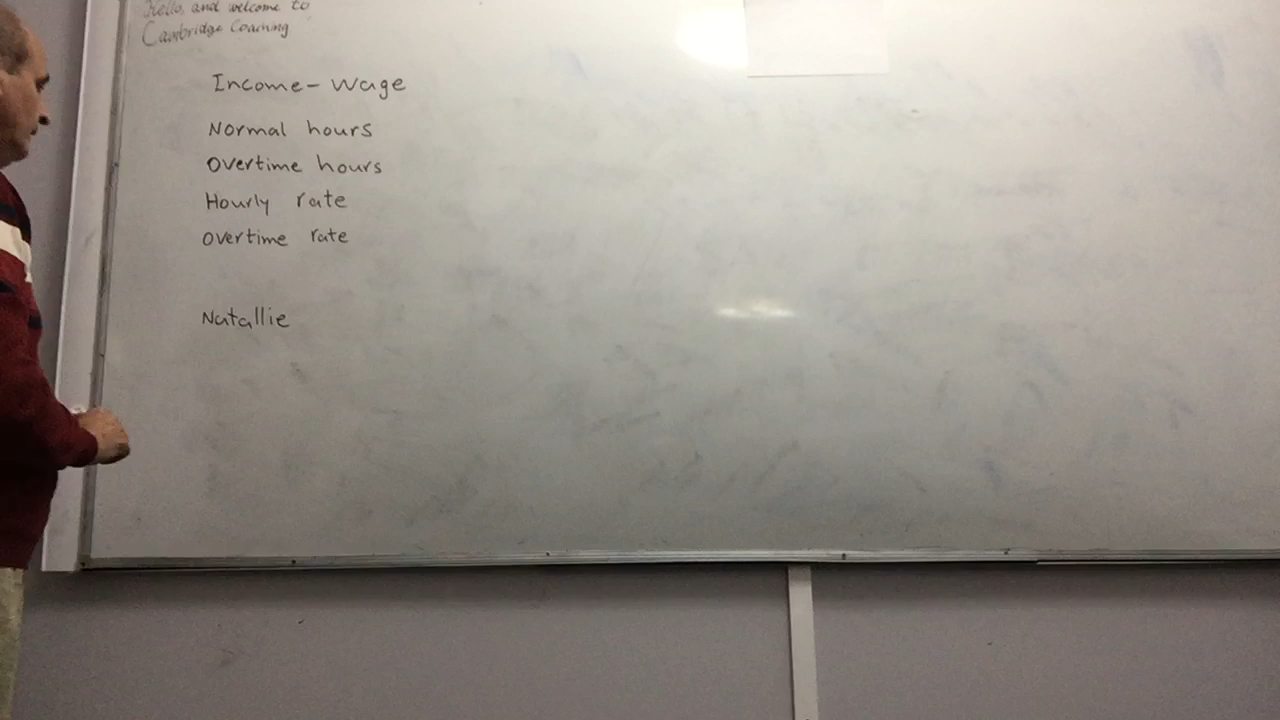 Hello, and welcome to
Cambridge Coaching
Income - Wage
Normal hours
Overtime hours
Hourly rate
Overtime rate
Natallie